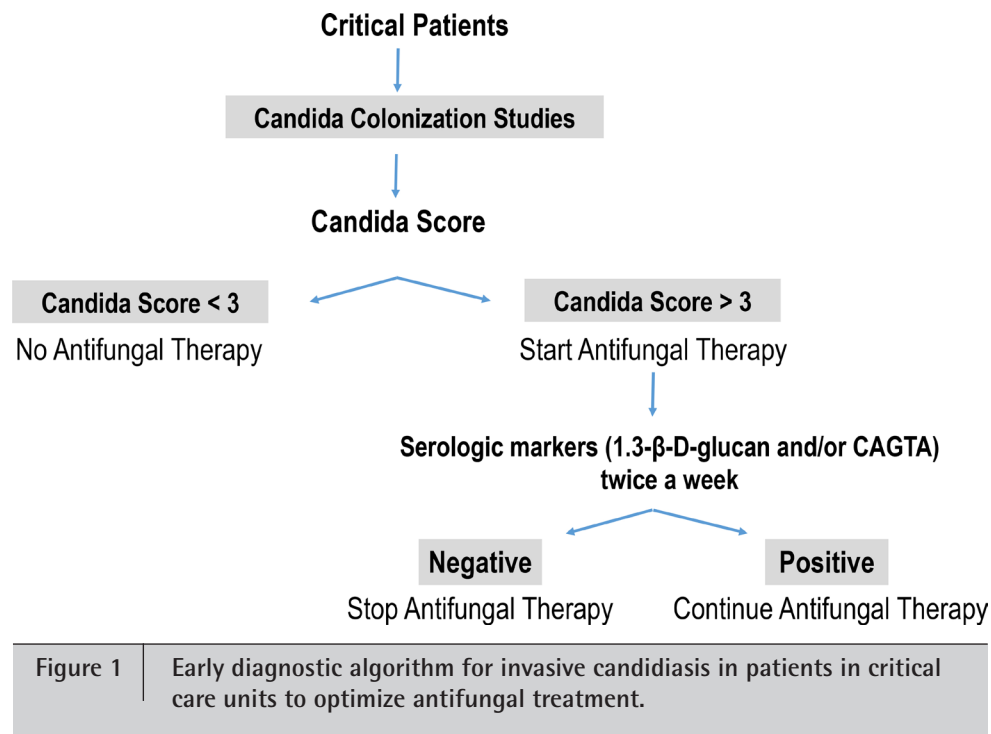 Critical Patients
Candida Colonization Studies
Candida Score
Candida Score < 3
No Antifungal Therapy
Candida Score > 3
Start Antifungal Therapy
Serologic markers (1.3-β-D-glucan and/or CAGTA)
twice a week
Negative
Stop Antifungal Therapy
Positive
Continue Antifungal Therapy
Figure 1
Early diagnostic algorithm for invasive candidiasis in patients in critical
care units to optimize antifungal treatment.